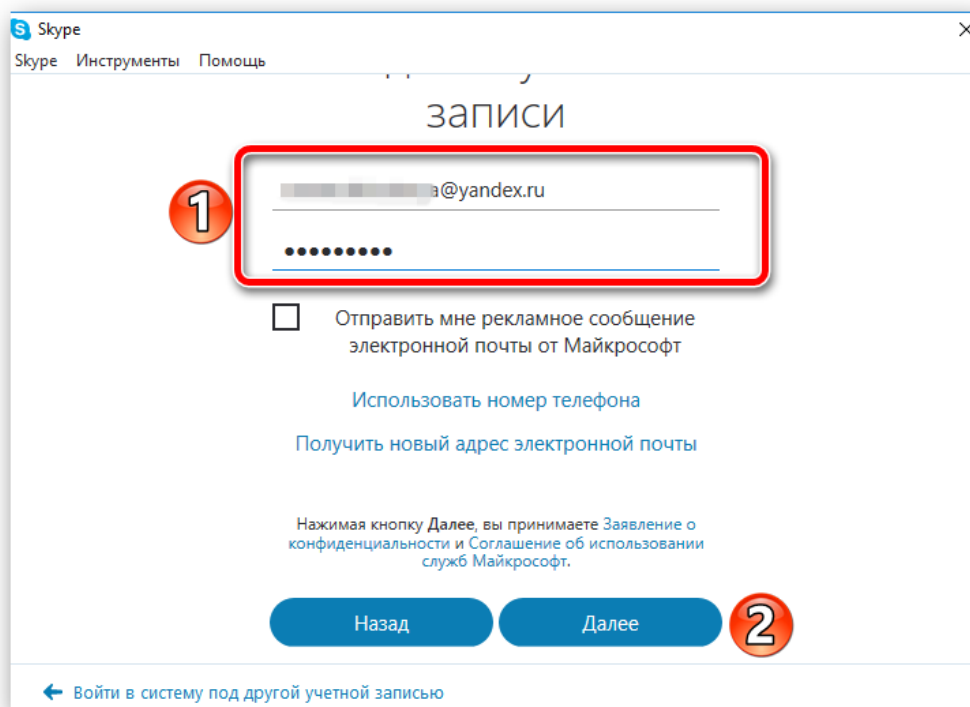 Skype
Skype Инструменты Помощь
записи
a@yandex.ru
•••••••••
1
Отправить мне рекламное сообщение
электронной почты от Майкрософт
Использовать номер телефона
Получить новый адрес электронной почты
Нажимая кнопку Далее, вы принимаете Заявление о
конфиденциальности и Соглашение об использовании
служб Майкрософт.
Назад Далее
2
Войти в систему под другой учетной записью